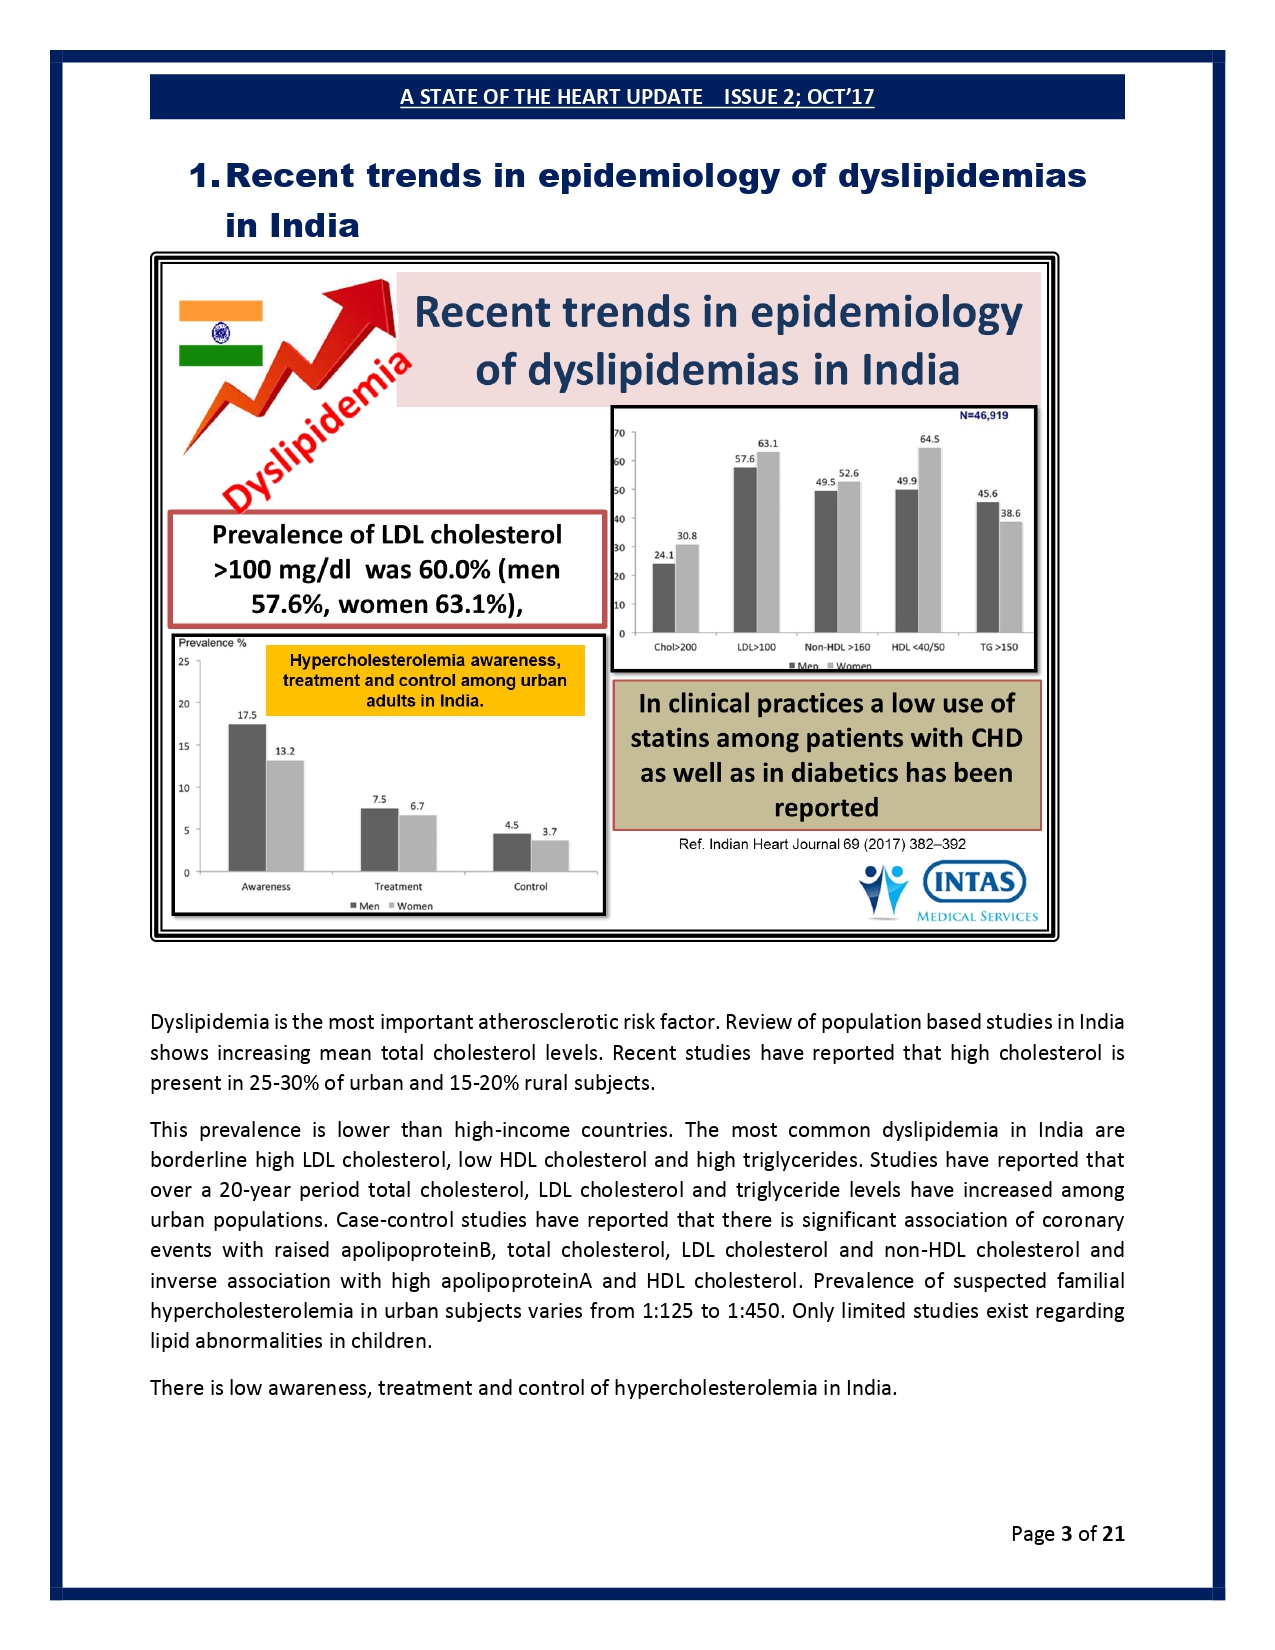 A STATE OF THE HEART UPDATE ISSUE 2; OCT’17
1. Recent trends in epidemiology of dyslipidemias
in India
Recent trends in epidemiology
of dyslipidemias in India
Dyslipidemia
Prevalence of LDL cholesterol
>100 mg/dl was 60.0% (men
57.6%, women 63.1%),
N=46,919
70
60
50
40
30
20
10
0
24.1
30.8
57.6
63.1
49.5
52.6
49.9
64.5
45.6
38.6
Chol>200 LDL>100 Non-HDL >160 HDL <40/50 TG >150
Men Women
Prevalence %
Hypercholesterolemia awareness,
treatment and control among urban
adults in India.
25
20
15
10
5
0
17.5
13.2
7.5
6.7
4.5
3.7
Awareness Treatment Control
Men Women
In clinical practices a low use of
statins among patients with CHD
as well as in diabetics has been
reported
Ref. Indian Heart Journal 69 (2017) 382–392
INTAS
MEDICAL SERVICES
Dyslipidemia is the most important atherosclerotic risk factor. Review of population based studies in India
shows increasing mean total cholesterol levels. Recent studies have reported that high cholesterol is
present in 25-30% of urban and 15-20% rural subjects.
This prevalence is lower than high-income countries. The most common dyslipidemia in India are
borderline high LDL cholesterol, low HDL cholesterol and high triglycerides. Studies have reported that
over a 20-year period total cholesterol, LDL cholesterol and triglyceride levels have increased among
urban populations. Case-control studies have reported that there is significant association of coronary
events with raised apolipoproteinB, total cholesterol, LDL cholesterol and non-HDL cholesterol and
inverse association with high apolipoproteinA and HDL cholesterol. Prevalence of suspected familial
hypercholesterolemia in urban subjects varies from 1:125 to 1:450. Only limited studies exist regarding
lipid abnormalities in children.
There is low awareness, treatment and control of hypercholesterolemia in India.
Page 3 of 21